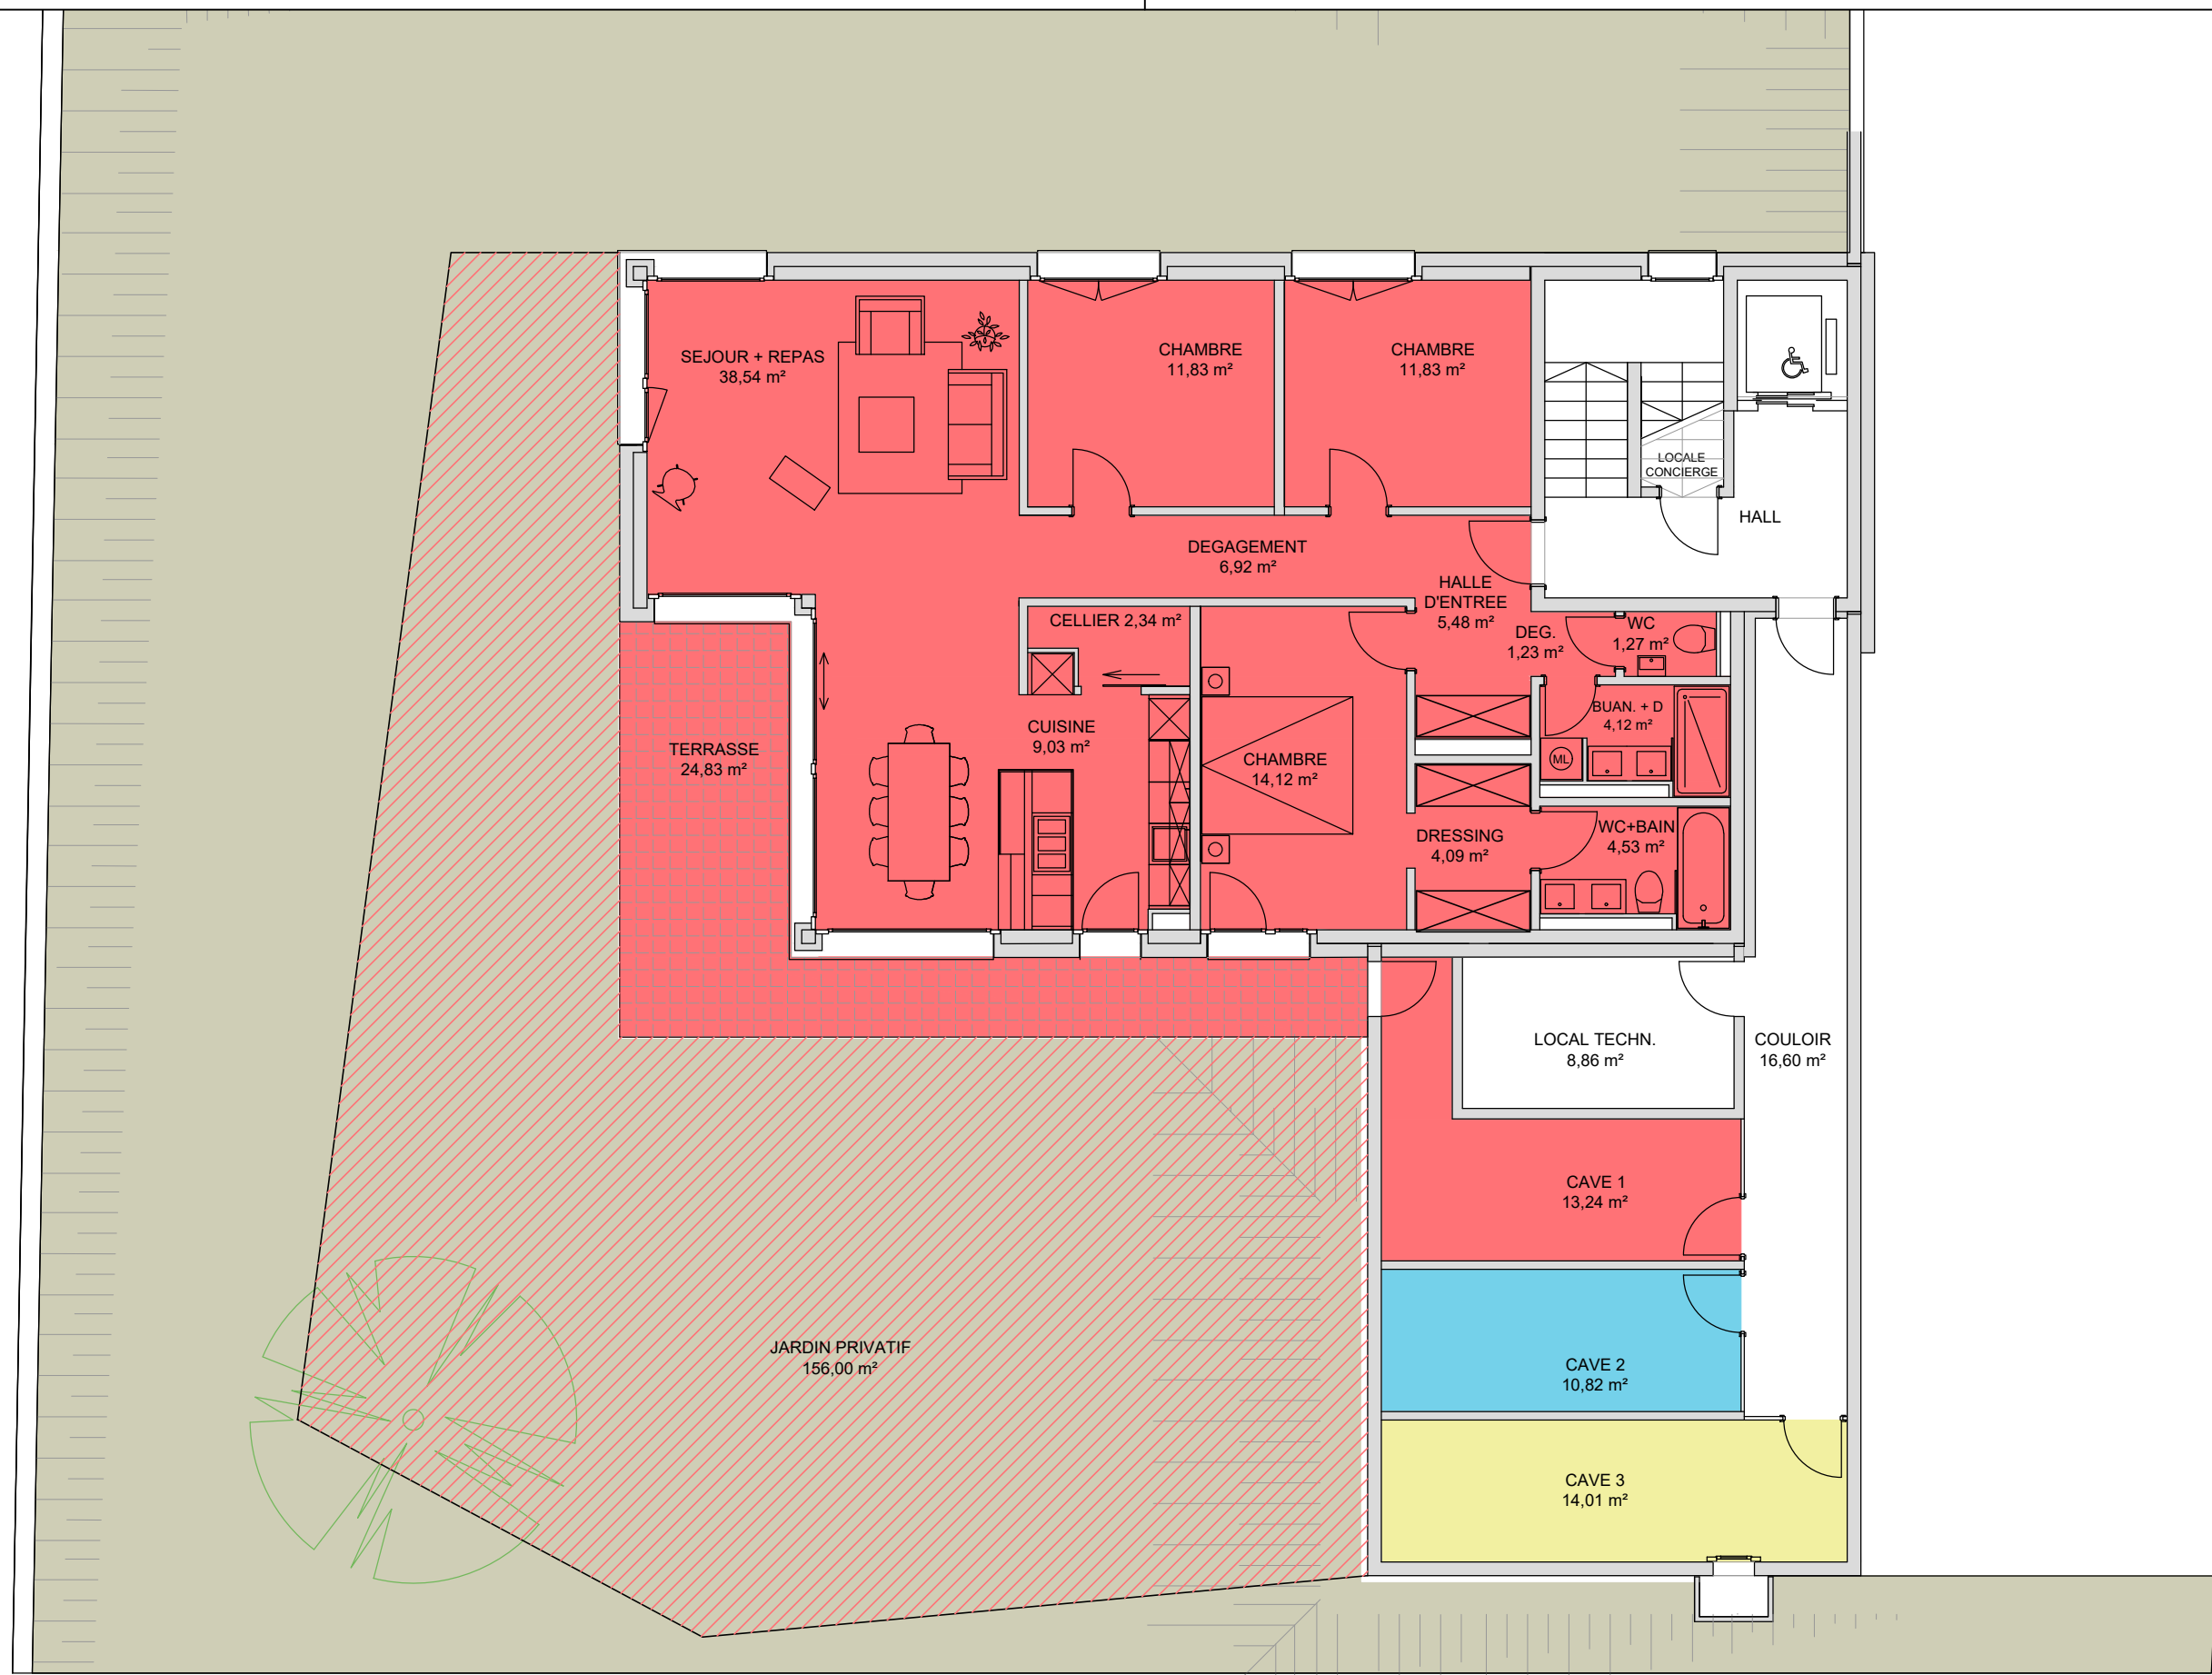 SEJOUR + REPAS
38,54 m²
CHAMBRE
11,83 m²
CHAMBRE
11,83 m²
LOCALE
CONCIERGE
HALL
DEGAGEMENT
6,92 m²
HALLE
D'ENTREE
5,48 m²
CELLIER 2,34 m²
DEG.
1,23 m²
WC
1,27 m²
BUAN. + D
4,12 m²
ML
CUISINE
9,03 m²
TERRASSE
24,83 m²
CHAMBRE
14,12 m²
DRESSING
4,09 m²
WC+BAIN
4,53 m²
LOCAL TECHN.
8,86 m²
COULOIR
16,60 m²
CAVE 1
13,24 m²
JARDIN PRIVATIF
156,00 m²
CAVE 2
10,82 m²
CAVE 3
14,01 m²